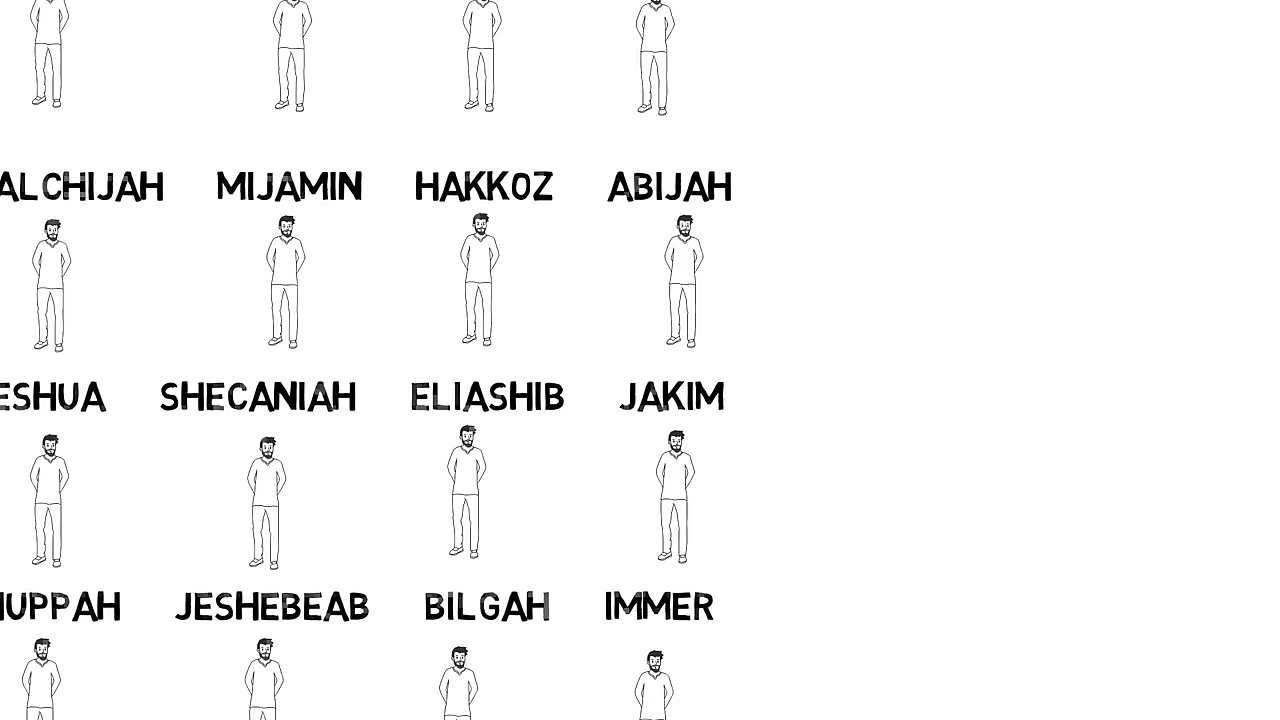 ALCHIJAH MIJAMIN HAKKOZ ABIJAH
ESHUA SHECANIAH ELIASHIB JAKIM
UPPAH JESHEBEAB BILGAH IMMER